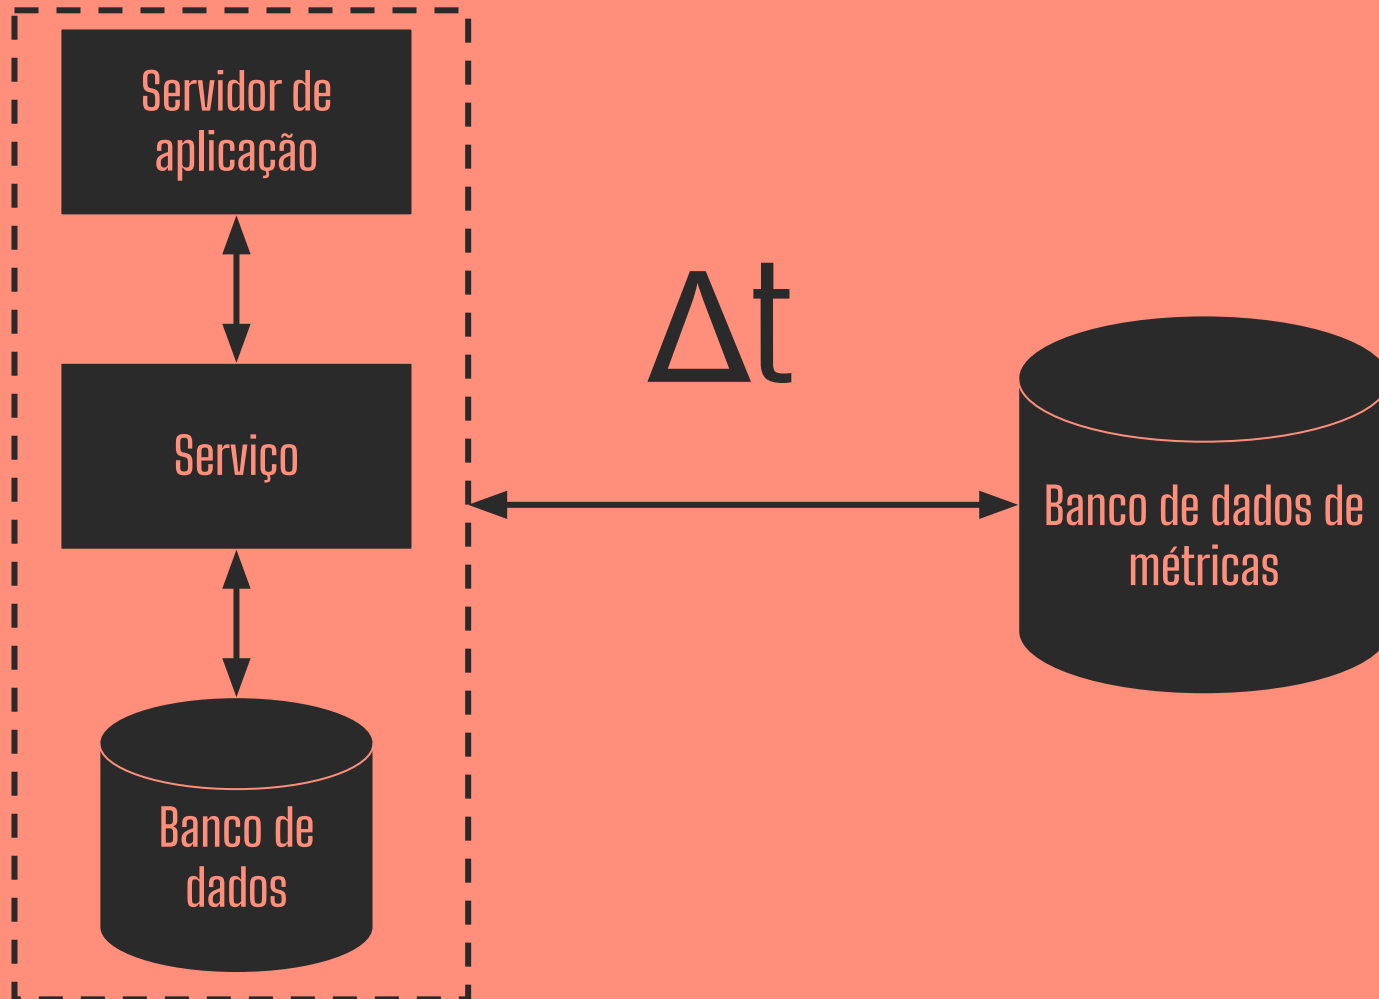 Servidor de
aplicação
Serviço
Banco de
dados
Δt
Banco de dados de
métricas